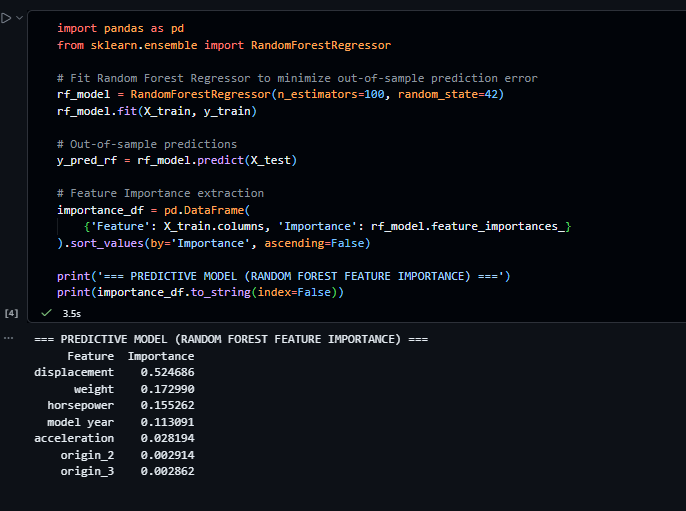 import pandas as pd
from sklearn.ensemble import RandomForestRegressor
# Fit Random Forest Regressor to minimize out-of-sample prediction error
rf_model = RandomForestRegressor(n_estimators=100, random_state=42)
rf_model.fit(X_train, y_train)
# Out-of-sample predictions
y_pred_rf = rf_model.predict(X_test)
# Feature Importance extraction
importance_df = pd.DataFrame(
    {'Feature': X_train.columns, 'Importance': rf_model.feature_importances_}
).sort_values(by='Importance', ascending=False)
print('=== PREDICTIVE MODEL (RANDOM FOREST FEATURE IMPORTANCE) ===')
print(importance_df.to_string(index=False))
[4] ✓ 3.5s
... === PREDICTIVE MODEL (RANDOM FOREST FEATURE IMPORTANCE) ===
     Feature  Importance
displacement    0.524686
      weight    0.172990
  horsepower    0.155262
  model year    0.113091
acceleration    0.028194
    origin_2    0.002914
    origin_3    0.002862